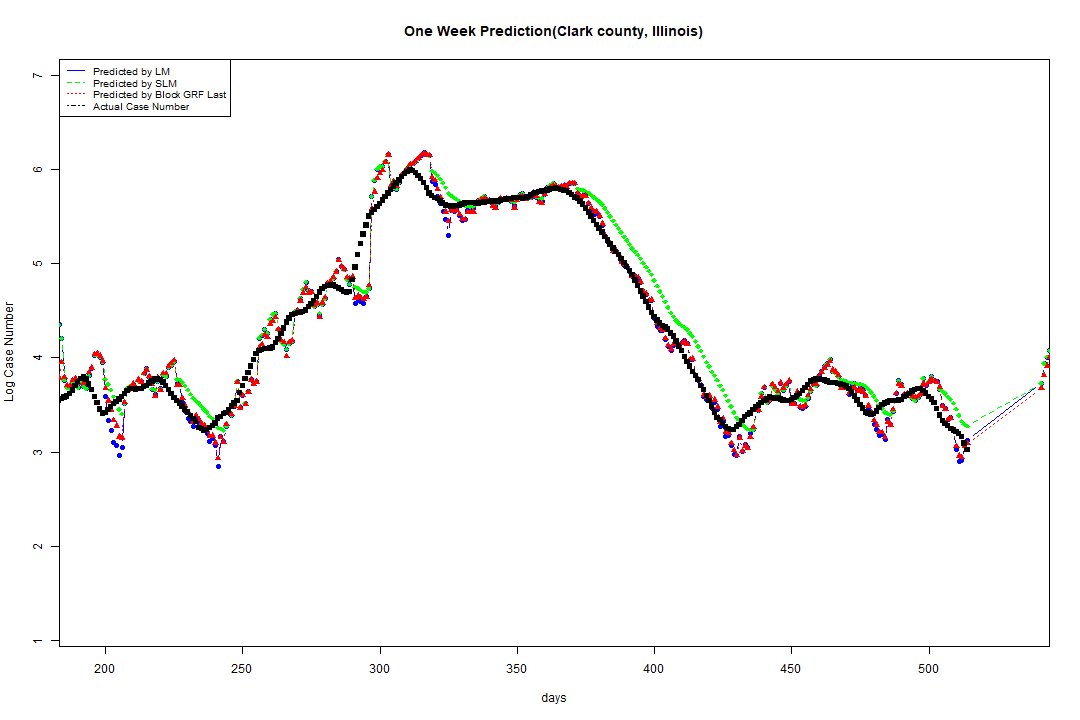 One Week Prediction(Clark county, Illinois)
Predicted by LM
Predicted by SLM
Predicted by Block GRF Last
Actual Case Number
7
6
5
4
3
2
1
Log Case Number
200 250 300 350 400 450 500
days